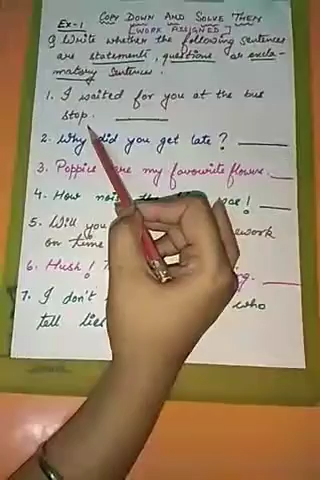 Ex-1 COPY DOWN AND SOLVE THEM
[WORK ASSIGNED]
Q Write whether the following sentences
are statements, questions or excla-
matory sentences.
1. I waited for you at the bus
stop.
2. Why did you get late?
3. Poppies are my favourite flower.
4. How nois !
5. Will you work
on time
6. Hush!
7. I don't who
tell lies